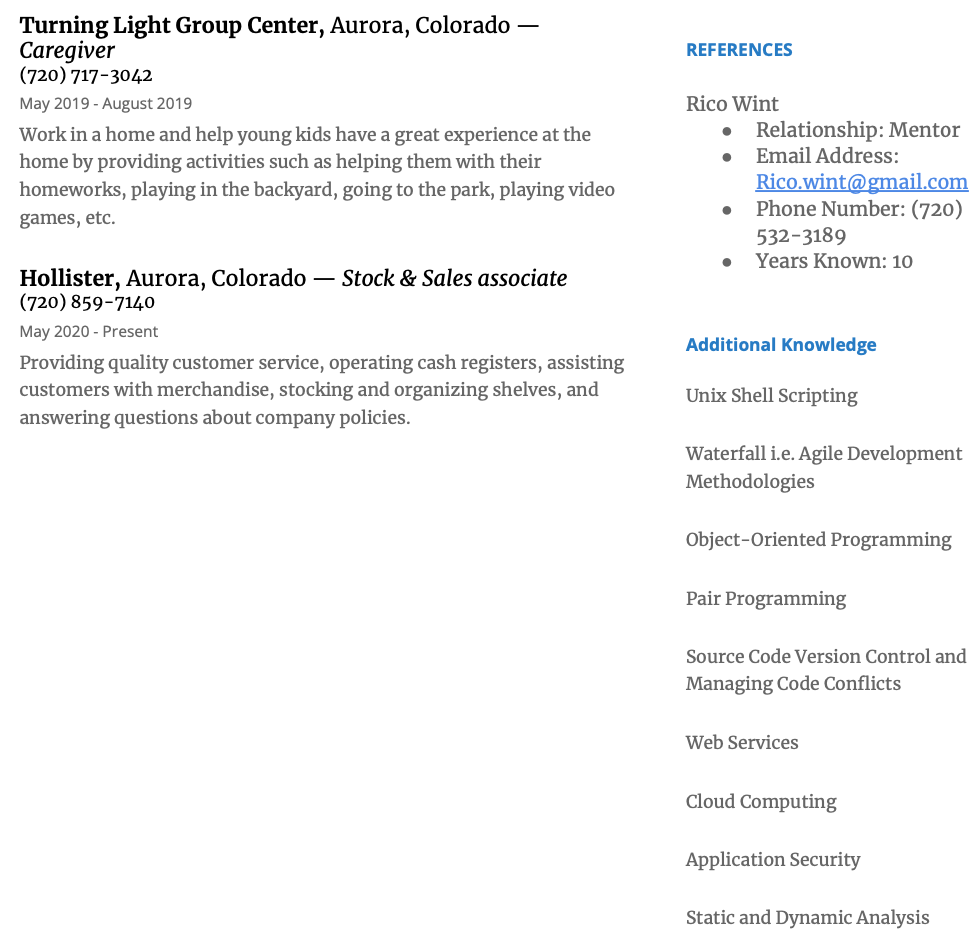 Turning Light Group Center, Aurora, Colorado —
Caregiver
(720) 717-3042
May 2019 - August 2019
Work in a home and help young kids have a great experience at the
home by providing activities such as helping them with their
homeworks, playing in the backyard, going to the park, playing video
games, etc.
Hollister, Aurora, Colorado — Stock & Sales associate
(720) 859-7140
May 2020 - Present
Providing quality customer service, operating cash registers, assisting
customers with merchandise, stocking and organizing shelves, and
answering questions about company policies.
REFERENCES
Rico Wint
● Relationship: Mentor
● Email Address:
Rico.wint@gmail.com
● Phone Number: (720)
532-3189
● Years Known: 10
Additional Knowledge
Unix Shell Scripting
Waterfall i.e. Agile Development
Methodologies
Object-Oriented Programming
Pair Programming
Source Code Version Control and
Managing Code Conflicts
Web Services
Cloud Computing
Application Security
Static and Dynamic Analysis